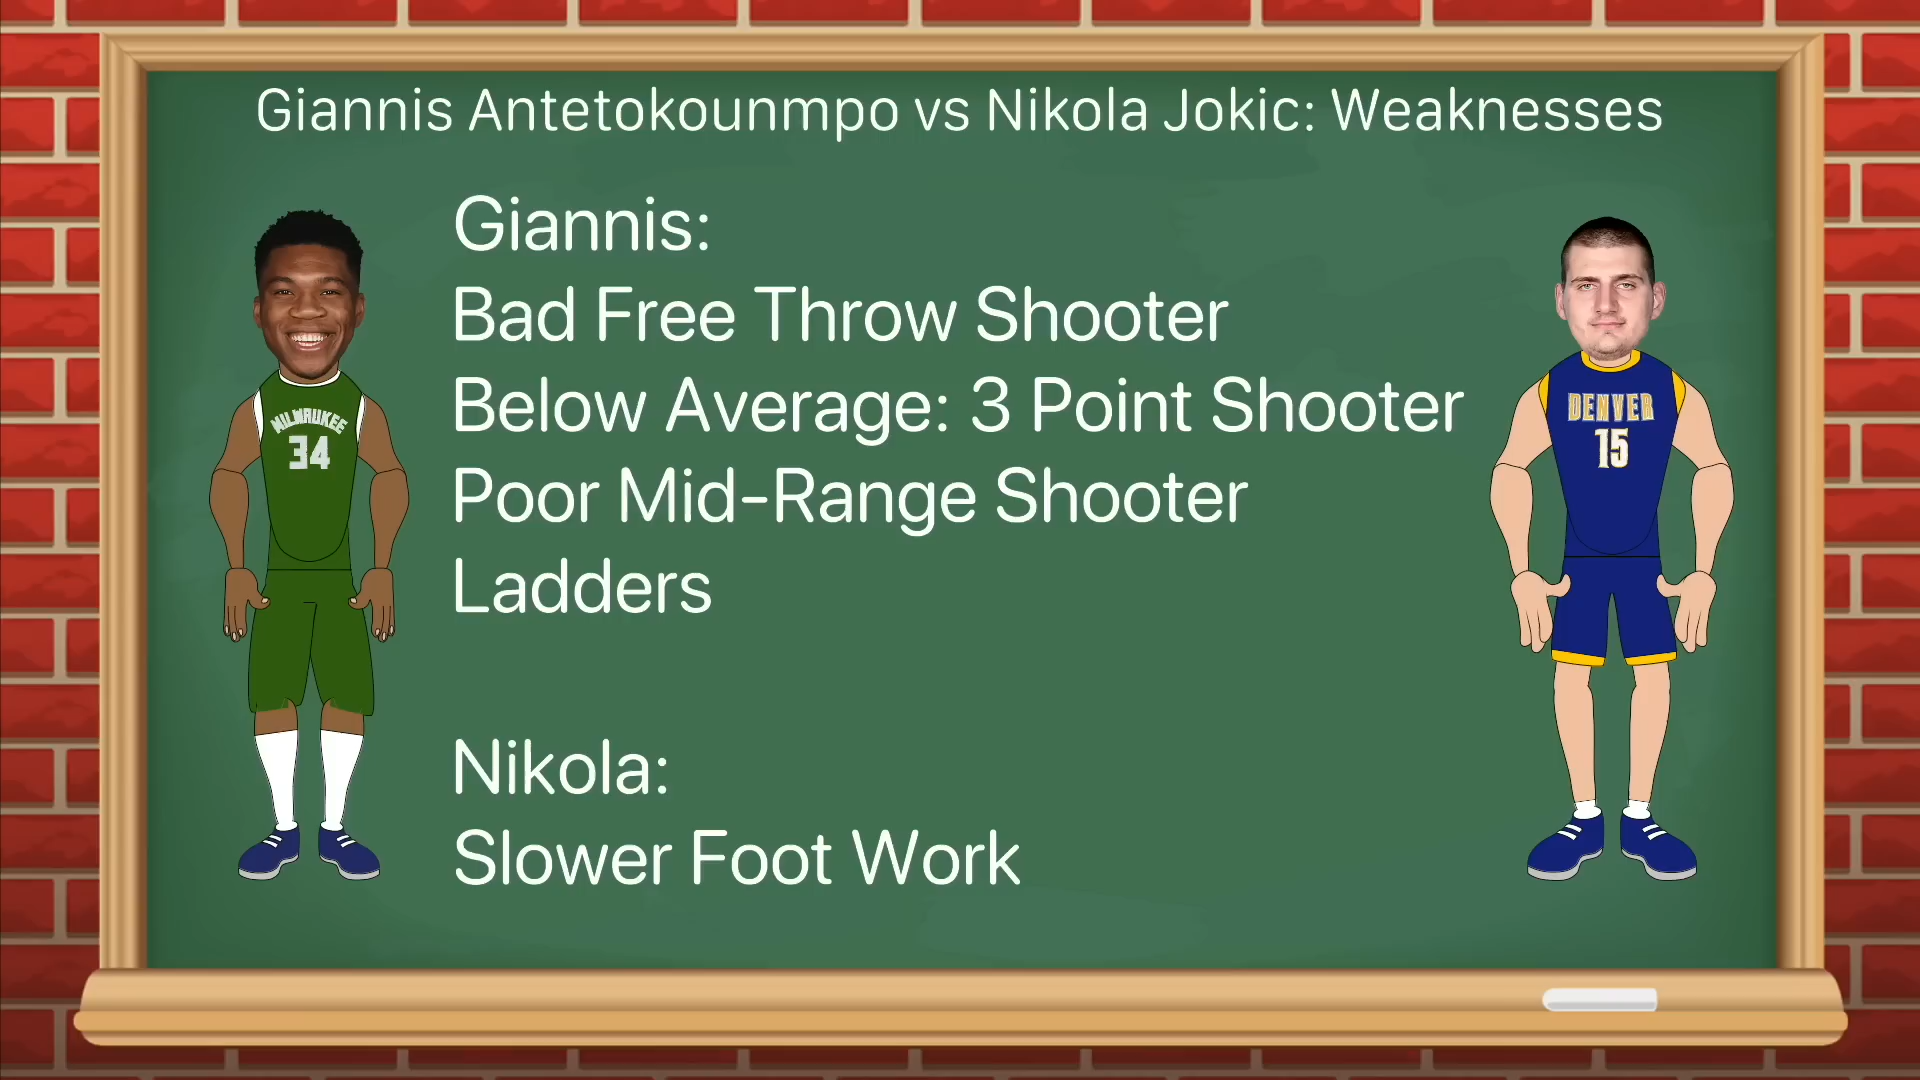 Giannis Antetokounmpo vs Nikola Jokic: Weaknesses
Giannis:
Bad Free Throw Shooter
Below Average: 3 Point Shooter
Poor Mid-Range Shooter
Ladders
Nikola:
Slower Foot Work
MILWAUKEE
34
DENVER
15